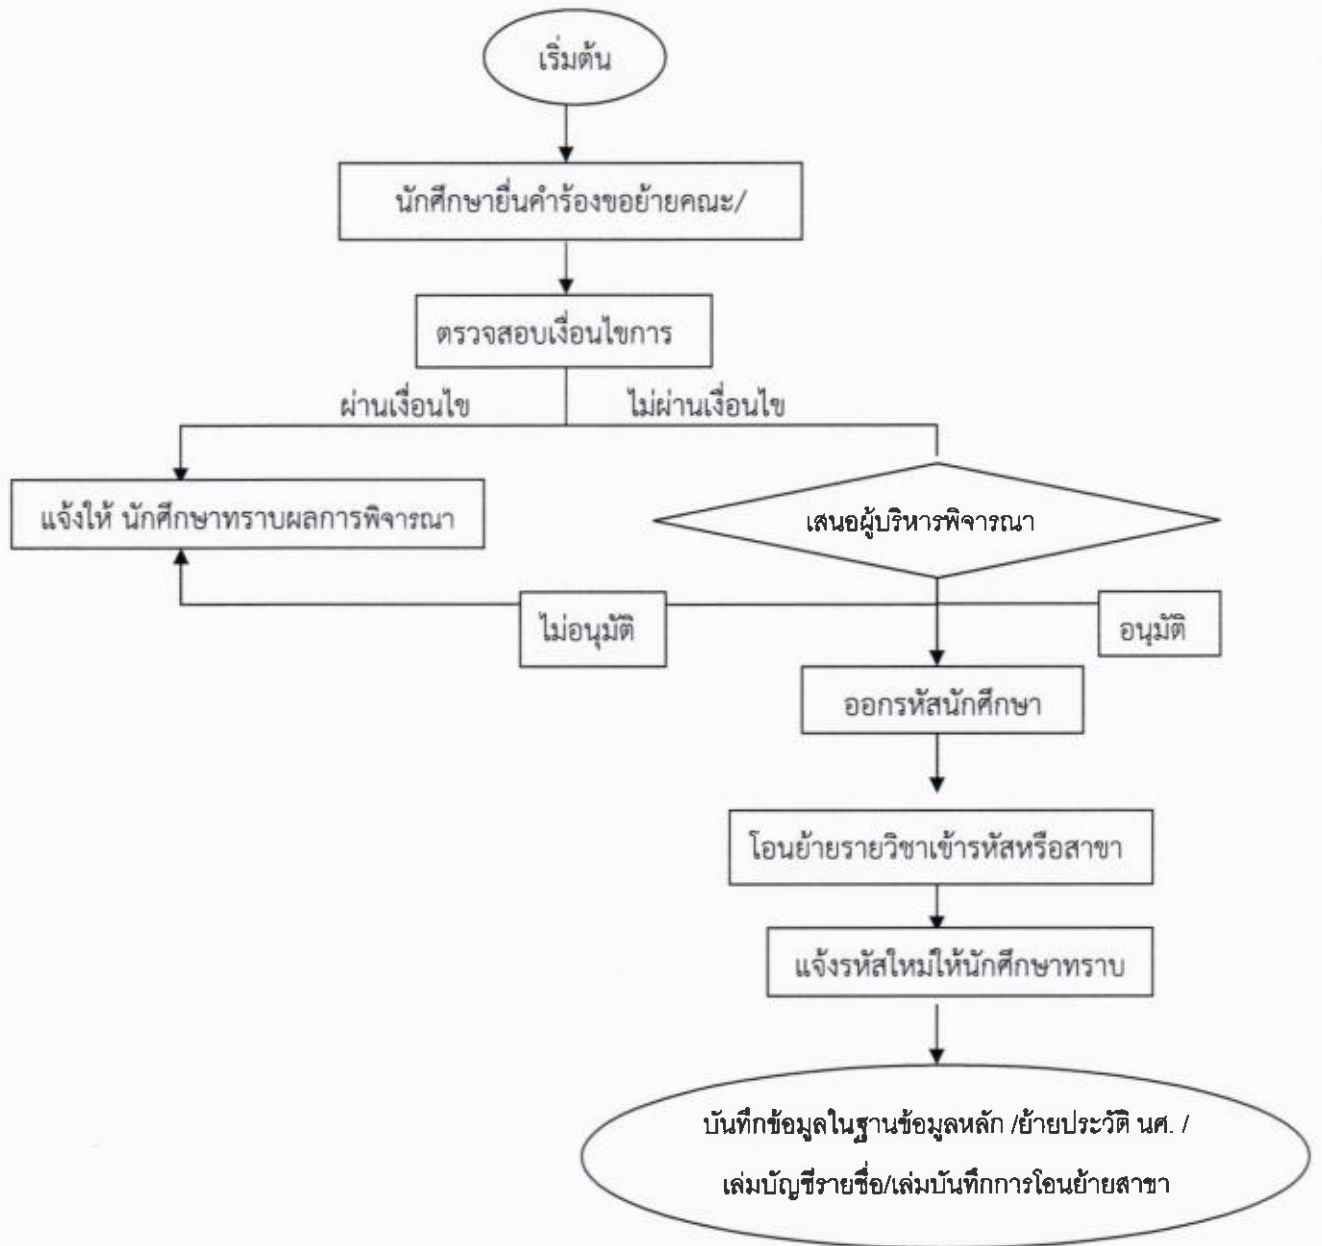 เริ่มต้น
นักศึกษายื่นคำร้องขอย้ายคณะ/
ตรวจสอบเงื่อนไขการ
ผ่านเงื่อนไข
ไม่ผ่านเงื่อนไข
แจ้งให้ นักศึกษาทราบผลการพิจารณา
เสนอผู้บริหารพิจารณา
ไม่อนุมัติ
อนุมัติ
ออกรหัสนักศึกษา
โอนย้ายรายวิชาเข้ารหัสหรือสาขา
แจ้งรหัสใหม่ให้นักศึกษาทราบ
บันทึกข้อมูลในฐานข้อมูลหลัก /ย้ายประวัติ นศ. /
เล่มบัญชีรายชื่อ/เล่มบันทึกการโอนย้ายสาขา